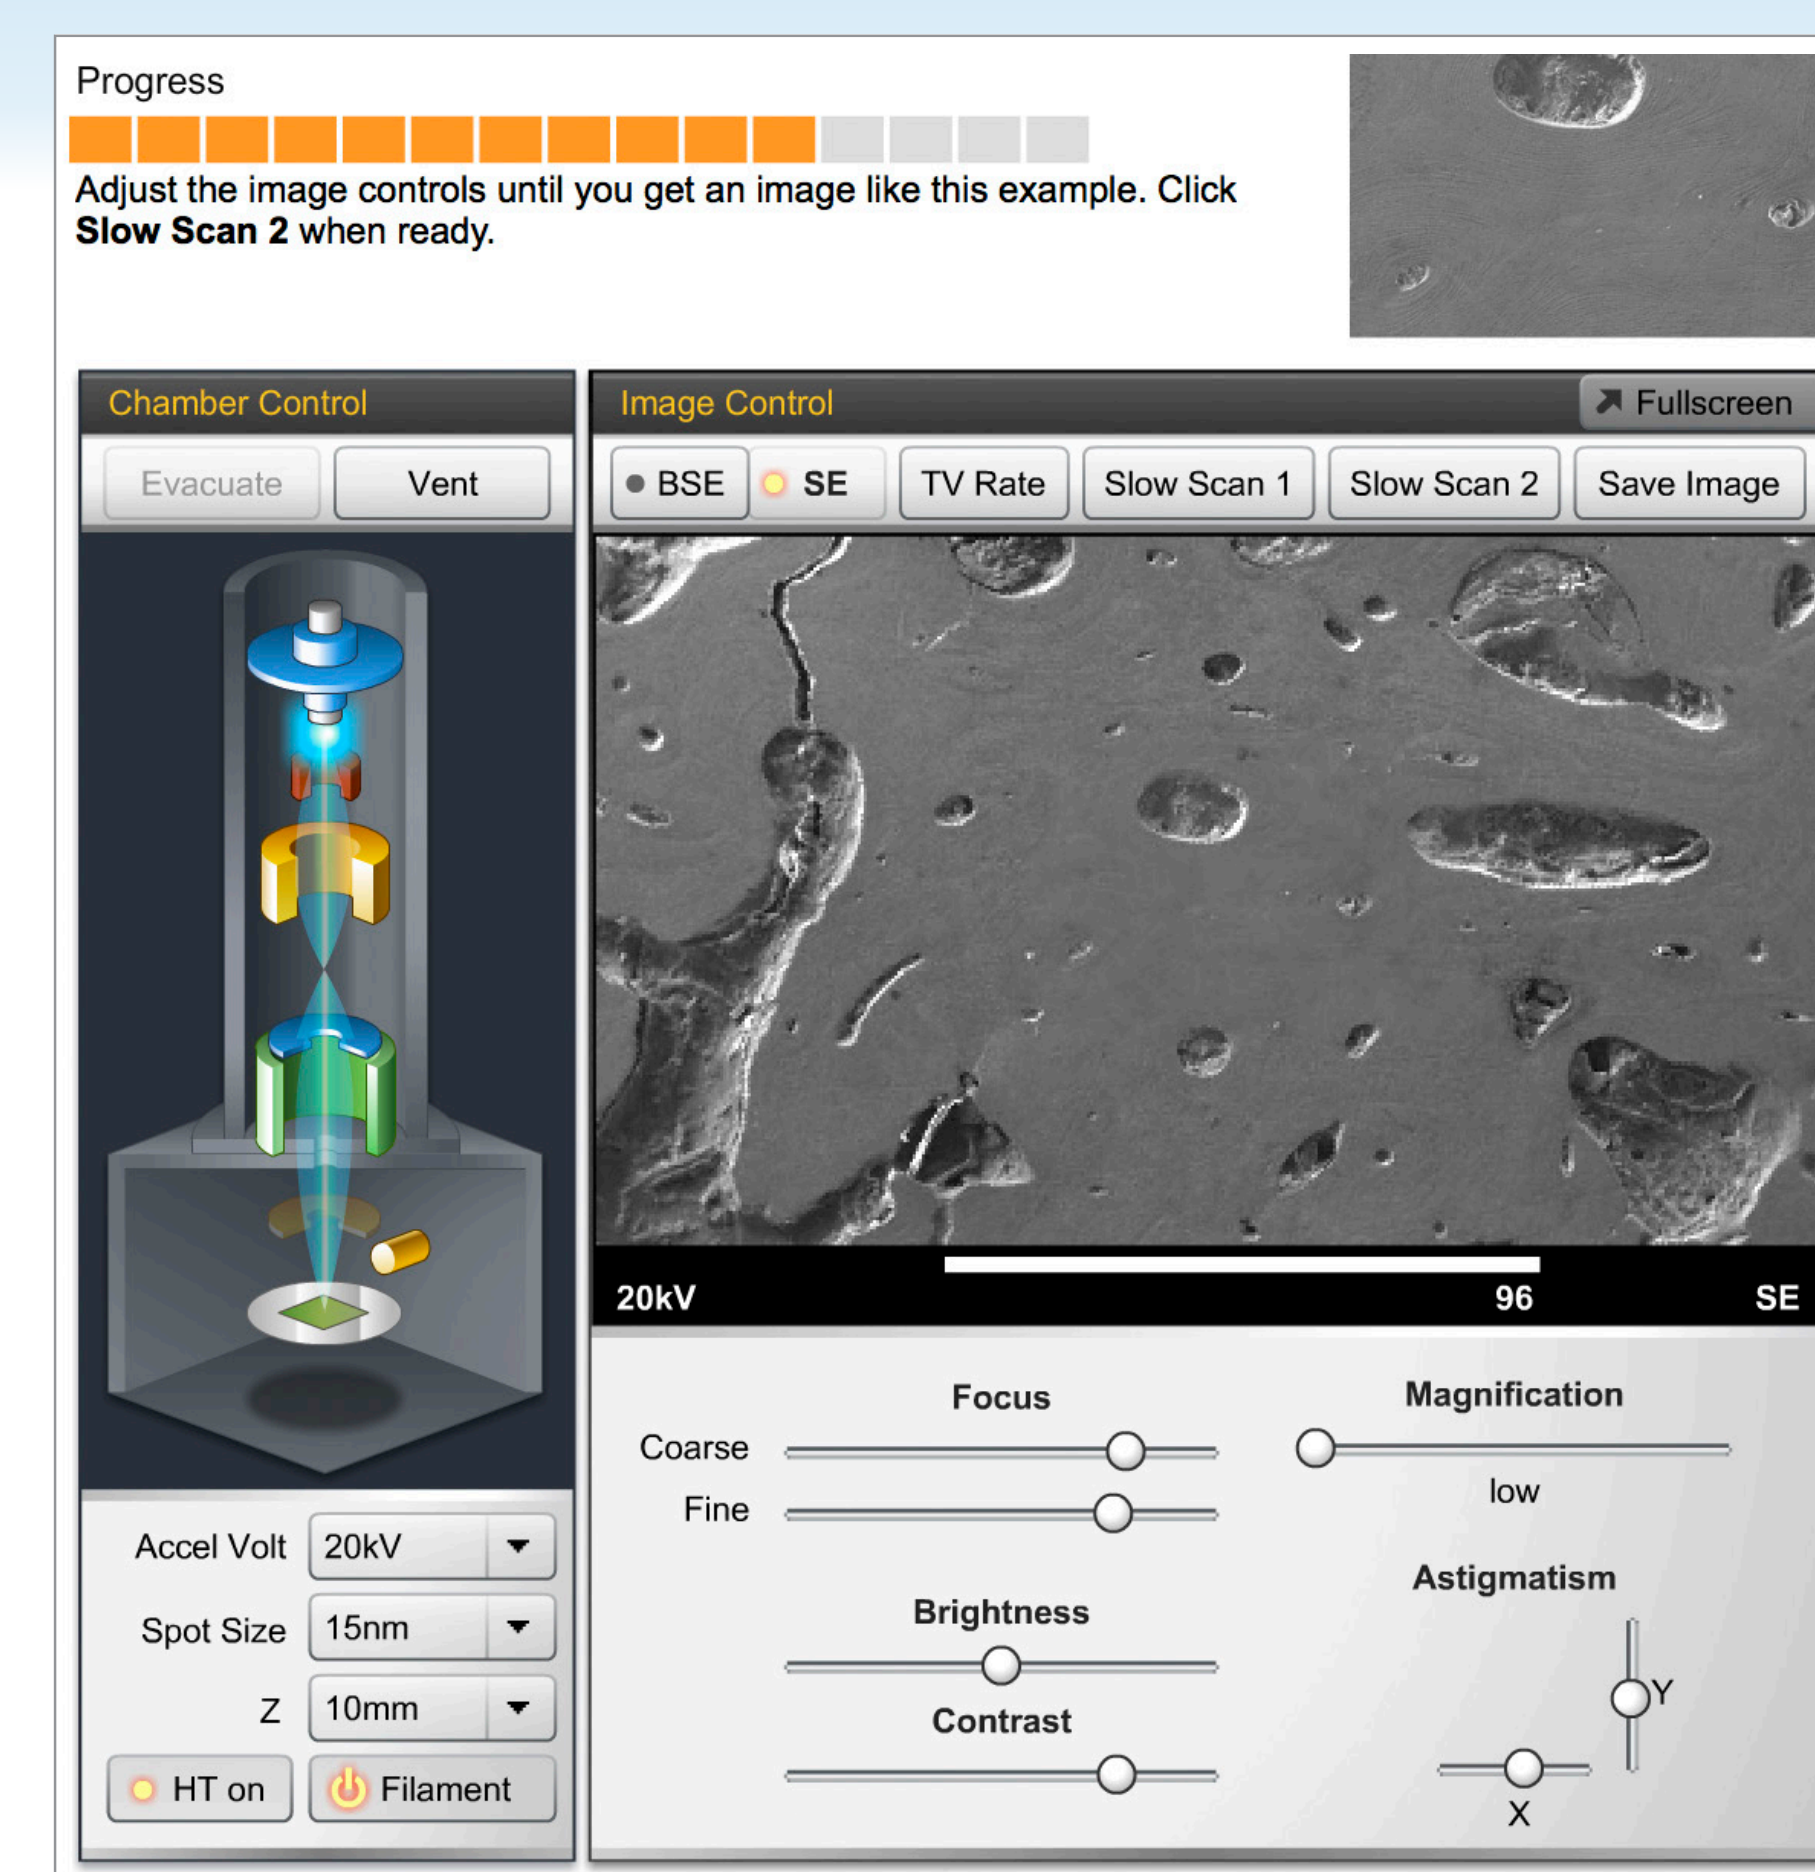 Progress
Adjust the image controls until you get an image like this example. Click
Slow Scan 2 when ready.
Chamber Control
Evacuate
Vent
Image Control
Fullscreen
BSE
SE
TV Rate
Slow Scan 1
Slow Scan 2
Save Image
20kV
96
SE
Accel Volt
20kV
Spot Size
15nm
Z
10mm
HT on
Filament
Focus
Coarse
Fine
Brightness
Contrast
Magnification
low
Astigmatism
Y
X